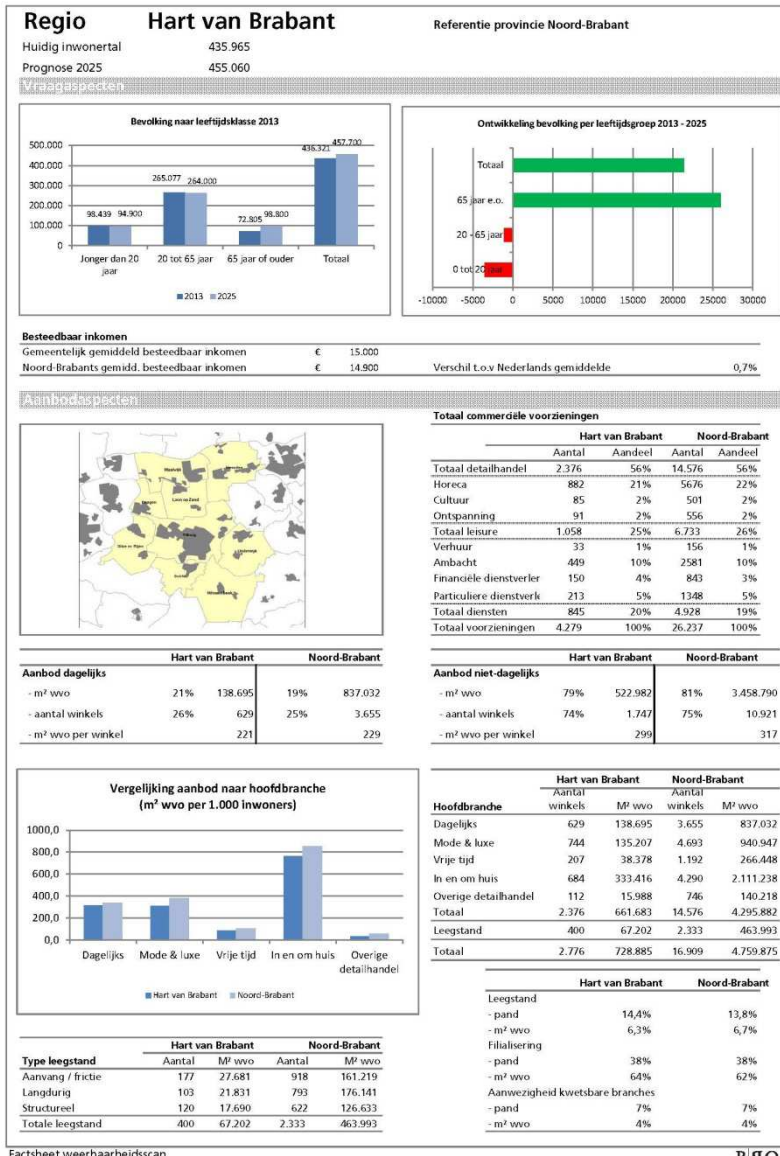 Regio Hart van Brabant Referentie provincie Noord-Brabant
Huidig inwonertal 435.965
Prognose 2025 455.060
Vraagaspecten
Bevolking naar leeftijdsklasse 2013
500.000
400.000
300.000
200.000
100.000
0
98.439 94.900
265.077 264.000
72.805 98.800
436.321 457.700
Jonger dan 20 jaar
20 tot 65 jaar
65 jaar of ouder
Totaal
2013 2025
Ontwikkeling bevolking per leeftijdsgroep 2013 - 2025
Totaal
65 jaar e.o.
20 - 65 jaar
0 tot 20 jaar
-10000 -5000 0 5000 10000 15000 20000 25000 30000
Besteedbaar inkomen
Gemeentelijk gemiddeld besteedbaar inkomen € 15.000
Noord-Brabants gemidd. besteedbaar inkomen € 14.900 Verschil t.o.v Nederlands gemiddelde 0,7%
Aanbodaspecten
Waalwijk
Loon op Zand
Tilburg
Totaal commerciële voorzieningen
Hart van Brabant Noord-Brabant
Aantal Aandeel Aantal Aandeel
Totaal detailhandel 2.376 56% 14.576 56%
Horeca 882 21% 5676 22%
Cultuur 85 2% 501 2%
Ontspanning 91 2% 556 2%
Totaal leisure 1.058 25% 6.733 26%
Verhuur 33 1% 156 1%
Ambacht 449 10% 2581 10%
Financiële dienstverler 150 4% 843 3%
Particuliere dienstverk 213 5% 1348 5%
Totaal diensten 845 20% 4.928 19%
Totaal voorzieningen 4.279 100% 26.237 100%
Hart van Brabant Noord-Brabant
Aanbod dagelijks
- m² wvo 21% 138.695 19% 837.032
- aantal winkels 26% 629 25% 3.655
- m² wvo per winkel 221 229
Hart van Brabant Noord-Brabant
Aanbod niet-dagelijks
- m² wvo 79% 522.982 81% 3.458.790
- aantal winkels 74% 1.747 75% 10.921
- m² wvo per winkel 299 317
Vergelijking aanbod naar hoofdbranche
(m² wvo per 1.000 inwoners)
1000,0
800,0
600,0
400,0
200,0
0,0
Dagelijks Mode & luxe Vrije tijd In en om huis Overige detailhandel
Hart van Brabant Noord-Brabant
Hart van Brabant Noord-Brabant
Hoofdbranche Aantal winkels M² wvo Aantal winkels M² wvo
Dagelijks 629 138.695 3.655 837.032
Mode & luxe 744 135.207 4.693 940.947
Vrije tijd 207 38.378 1.192 266.448
In en om huis 684 333.416 4.290 2.111.238
Overige detailhandel 112 15.988 746 140.218
Totaal 2.376 661.683 14.576 4.295.882
Leegstand 400 67.202 2.333 463.993
Totaal 2.776 728.885 16.909 4.759.875
Hart van Brabant Noord-Brabant
Leegstand
- pand 14,4% 13,8%
- m² wvo 6,3% 6,7%
Filialisering
- pand 38% 38%
- m² wvo 64% 62%
Aanwezigheid kwetsbare branches
- pand 7% 7%
- m² wvo 4% 4%
Hart van Brabant Noord-Brabant
Type leegstand Aantal M² wvo Aantal M² wvo
Aanvang / frictie 177 27.681 918 161.219
Langdurig 103 21.831 793 176.141
Structureel 120 17.690 622 126.633
Totale leegstand 400 67.202 2.333 463.993
Factsheet weerbaarheidsscan